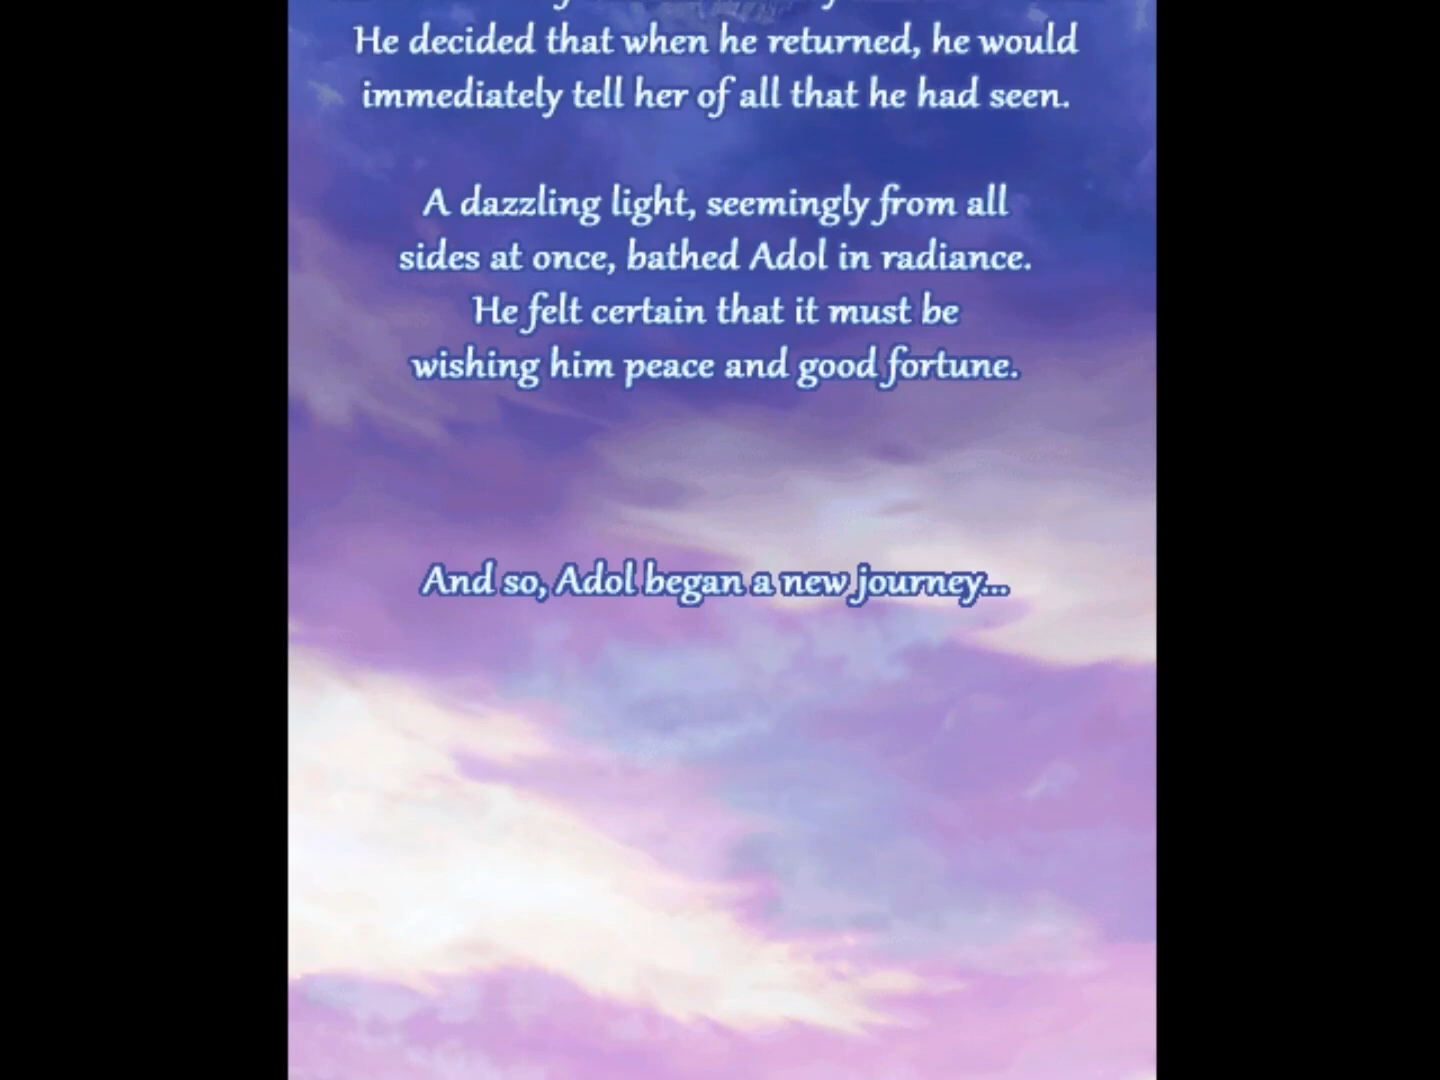 He decided that when he returned, he would
immediately tell her of all that he had seen.
A dazzling light, seemingly from all
sides at once, bathed Adol in radiance.
He felt certain that it must be
wishing him peace and good fortune.
And so, Adol began a new journey...